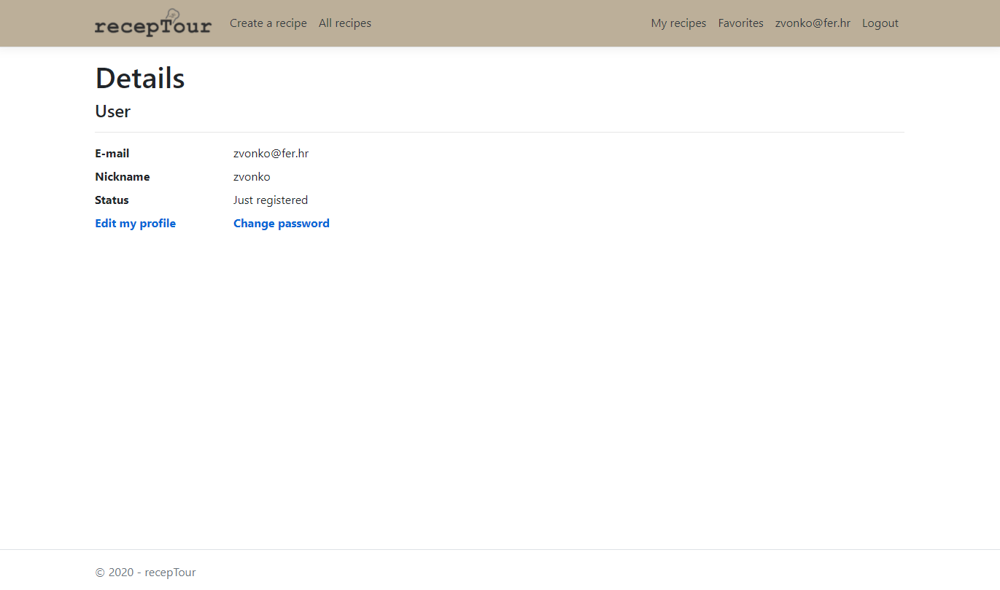 recepTour Create a recipe All recipes My recipes Favorites zvonko@fer.hr Logout
Details
User
E-mail zvonko@fer.hr
Nickname zvonko
Status Just registered
Edit my profile Change password
© 2020 - recepTour